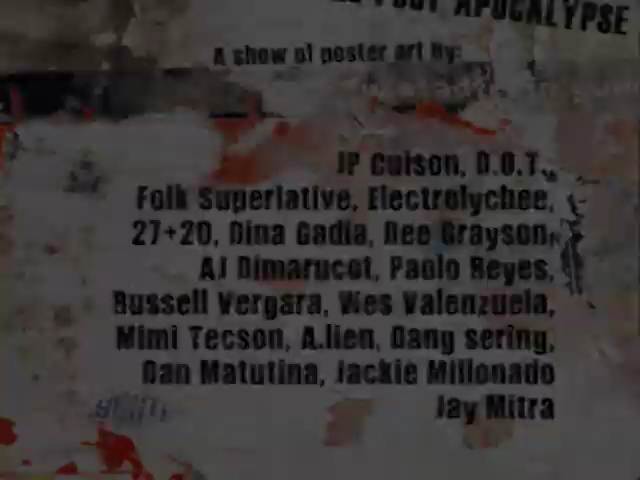 POST APOCALYPSE
A show of poster art by:
JP Cuison, D.O.T.,
Folk Superlative, Electrolychee,
27+20, Dina Gadia, Dee Grayson,
AJ Dimarucot, Paolo Reyes,
Russell Vergara, Wes Valenzuela,
Mimi Tecson, A.lien, Dang sering,
Dan Matutina, Jackie Millonado
Jay Mitra